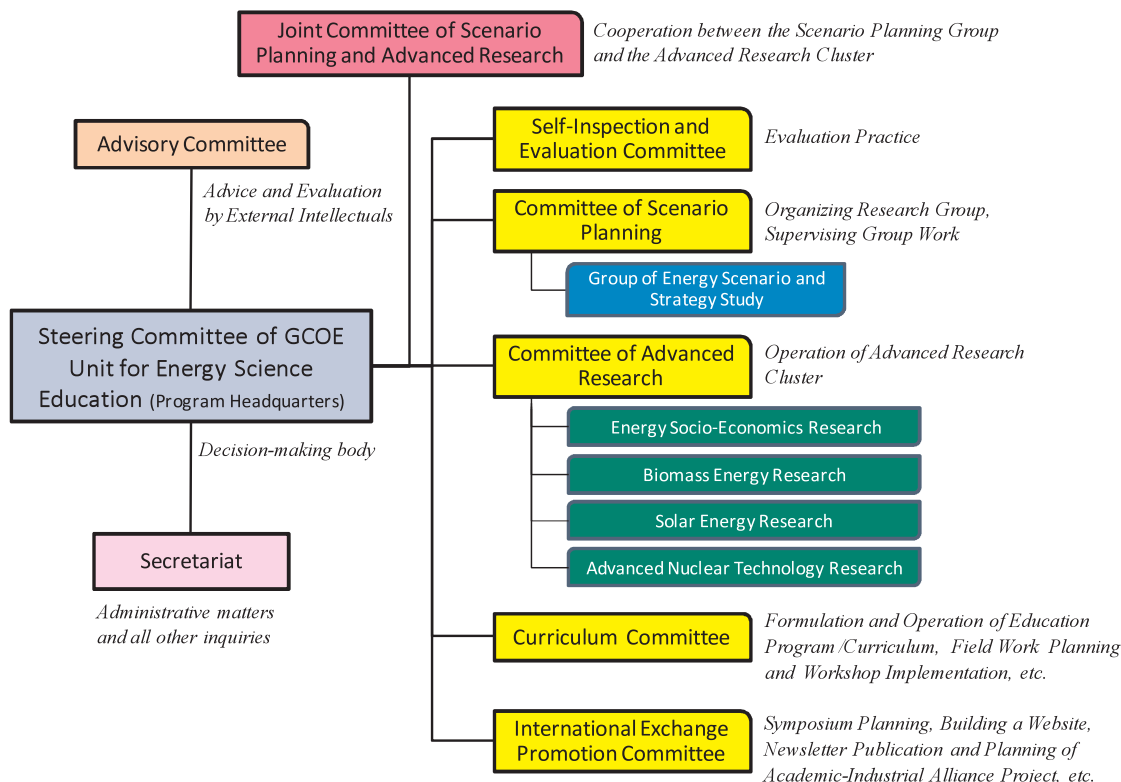 Joint Committee of Scenario
Planning and Advanced Research
Cooperation between the Scenario Planning Group
and the Advanced Research Cluster
Advisory Committee
Advice and Evaluation
by External Intellectuals
Steering Committee of GCOE
Unit for Energy Science
Education (Program Headquarters)
Decision-making body
Secretariat
Administrative matters
and all other inquiries
Self-Inspection and
Evaluation Committee
Evaluation Practice
Committee of Scenario
Planning
Organizing Research Group,
Supervising Group Work
Group of Energy Scenario and
Strategy Study
Committee of Advanced
Research
Operation of Advanced Research
Cluster
Energy Socio-Economics Research
Biomass Energy Research
Solar Energy Research
Advanced Nuclear Technology Research
Curriculum Committee
Formulation and Operation of Education
Program /Curriculum, Field Work Planning
and Workshop Implementation, etc.
International Exchange
Promotion Committee
Symposium Planning, Building a Website,
Newsletter Publication and Planning of
Academic-Industrial Alliance Project, etc.